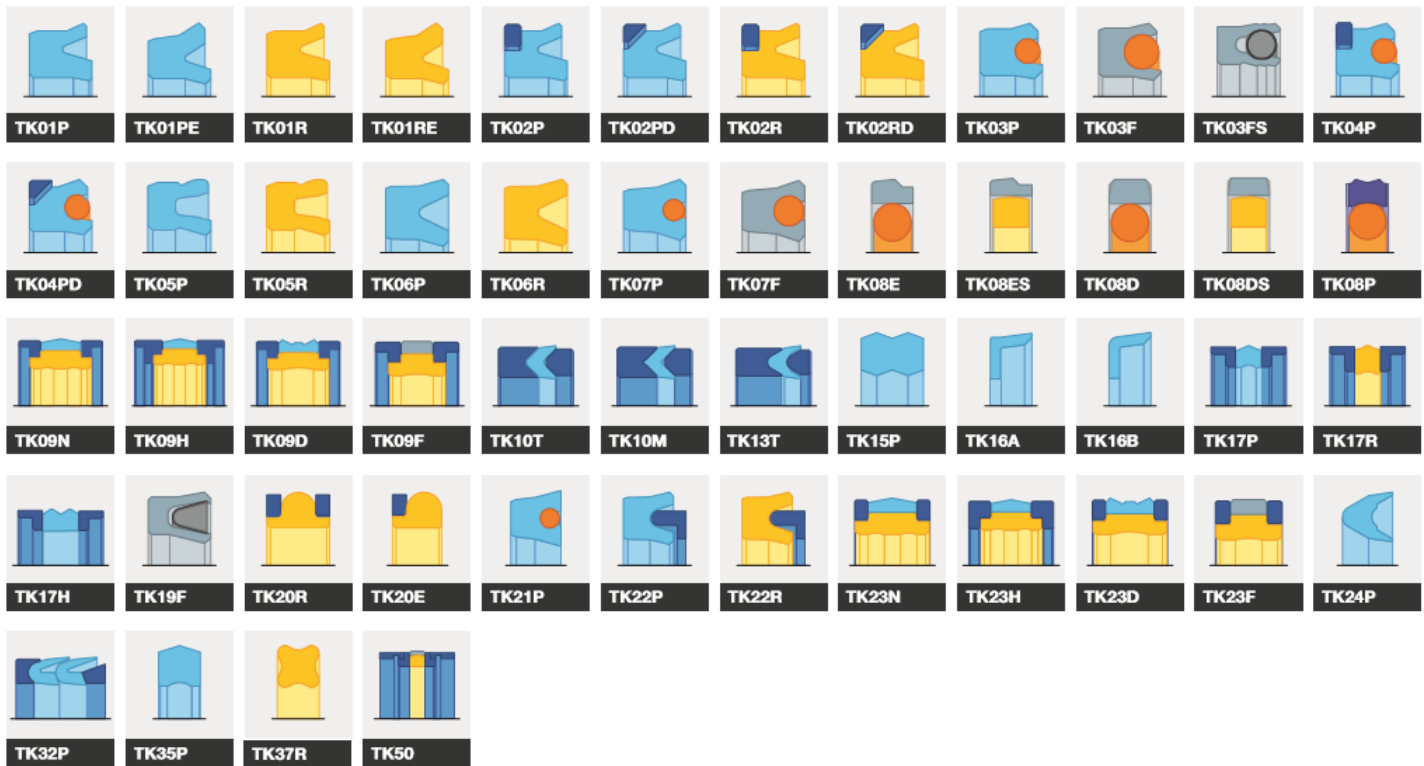 TK01P TK01PE TK01R TK01RE TK02P TK02PD TK02R TK02RD TK03P TK03F TK03FS TK04P
TK04PD TK05P TK05R TK06P TK06R TK07P TK07F TK08E TK08ES TK08D TK08DS TK08P
TK09N TK09H TK09D TK09F TK10T TK10M TK13T TK15P TK16A TK16B TK17P TK17R
TK17H TK19F TK20R TK20E TK21P TK22P TK22R TK23N TK23H TK23D TK23F TK24P
TK32P TK35P TK37R TK50